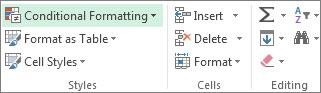 Conditional Formatting
Format as Table
Cell Styles
Styles
Insert
Delete
Format
Cells
Σ
A
Z
Editing